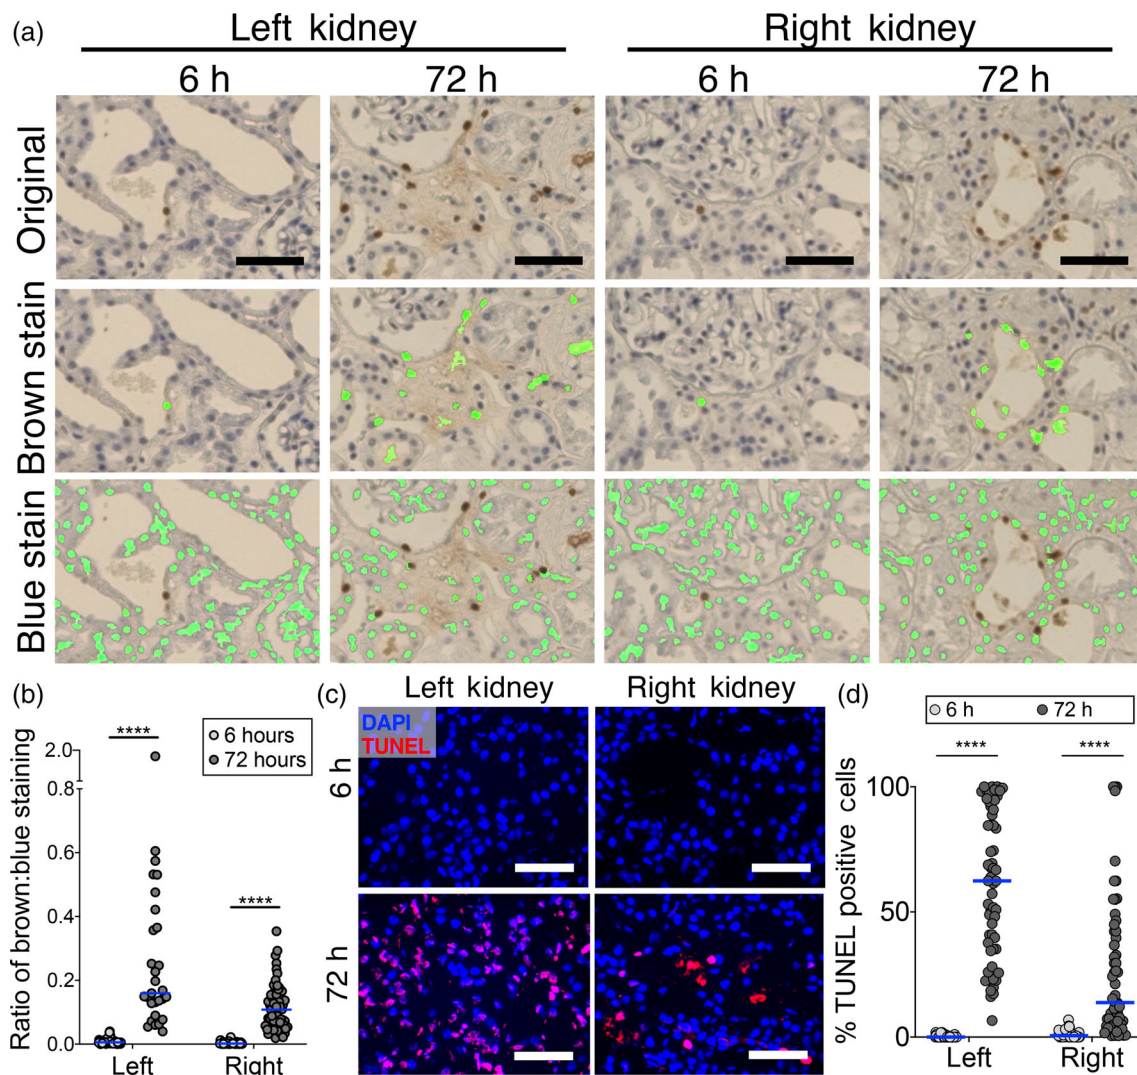 (a)
Left kidney
Right kidney
6 h
72 h
6 h
72 h
Original
Brown stain
Blue stain
(b)
Ratio of brown:blue staining
2.0
0.8
0.6
0.4
0.2
0.0
****
****
6 hours
72 hours
Left
Right
(c)
Left kidney
Right kidney
DAPI
TUNEL
6 h
72 h
(d)
6 h
72 h
% TUNEL positive cells
100
50
0
****
****
Left
Right